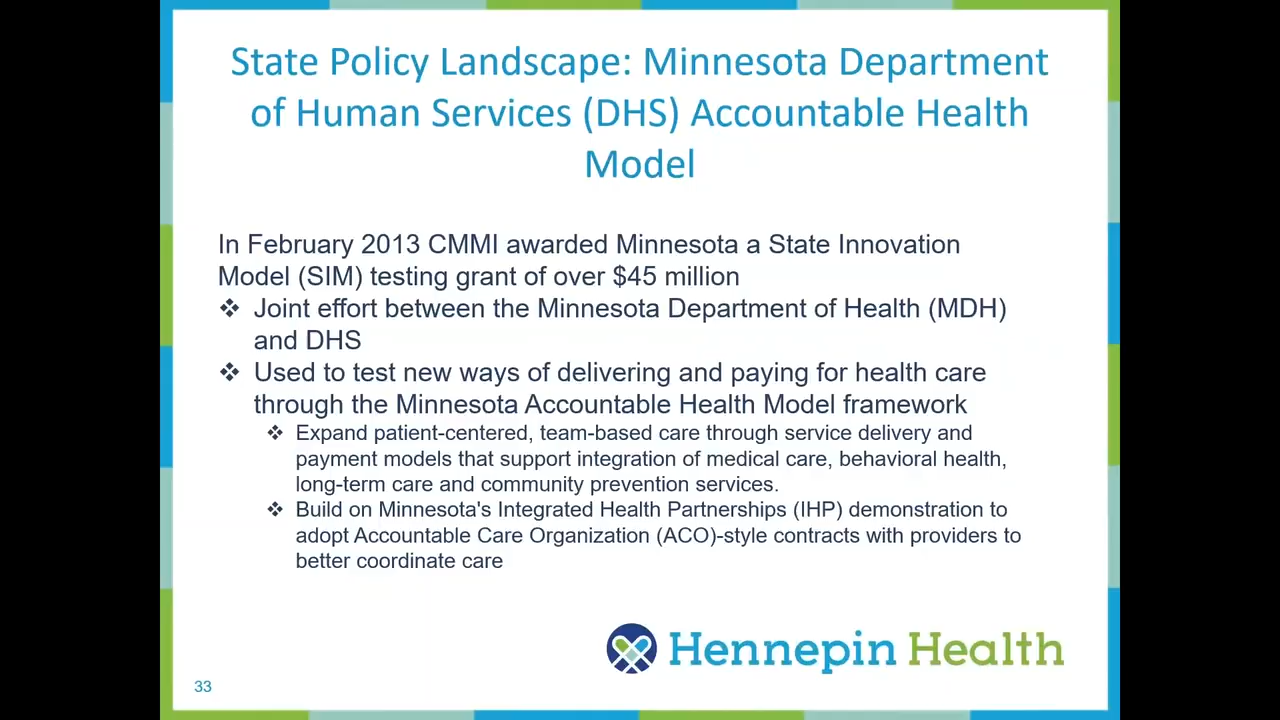 State Policy Landscape: Minnesota Department
of Human Services (DHS) Accountable Health
Model
In February 2013 CMMI awarded Minnesota a State Innovation
Model (SIM) testing grant of over $45 million
❖ Joint effort between the Minnesota Department of Health (MDH)
and DHS
❖ Used to test new ways of delivering and paying for health care
through the Minnesota Accountable Health Model framework
❖ Expand patient-centered, team-based care through service delivery and
payment models that support integration of medical care, behavioral health,
long-term care and community prevention services.
❖ Build on Minnesota's Integrated Health Partnerships (IHP) demonstration to
adopt Accountable Care Organization (ACO)-style contracts with providers to
better coordinate care
Hennepin Health
33